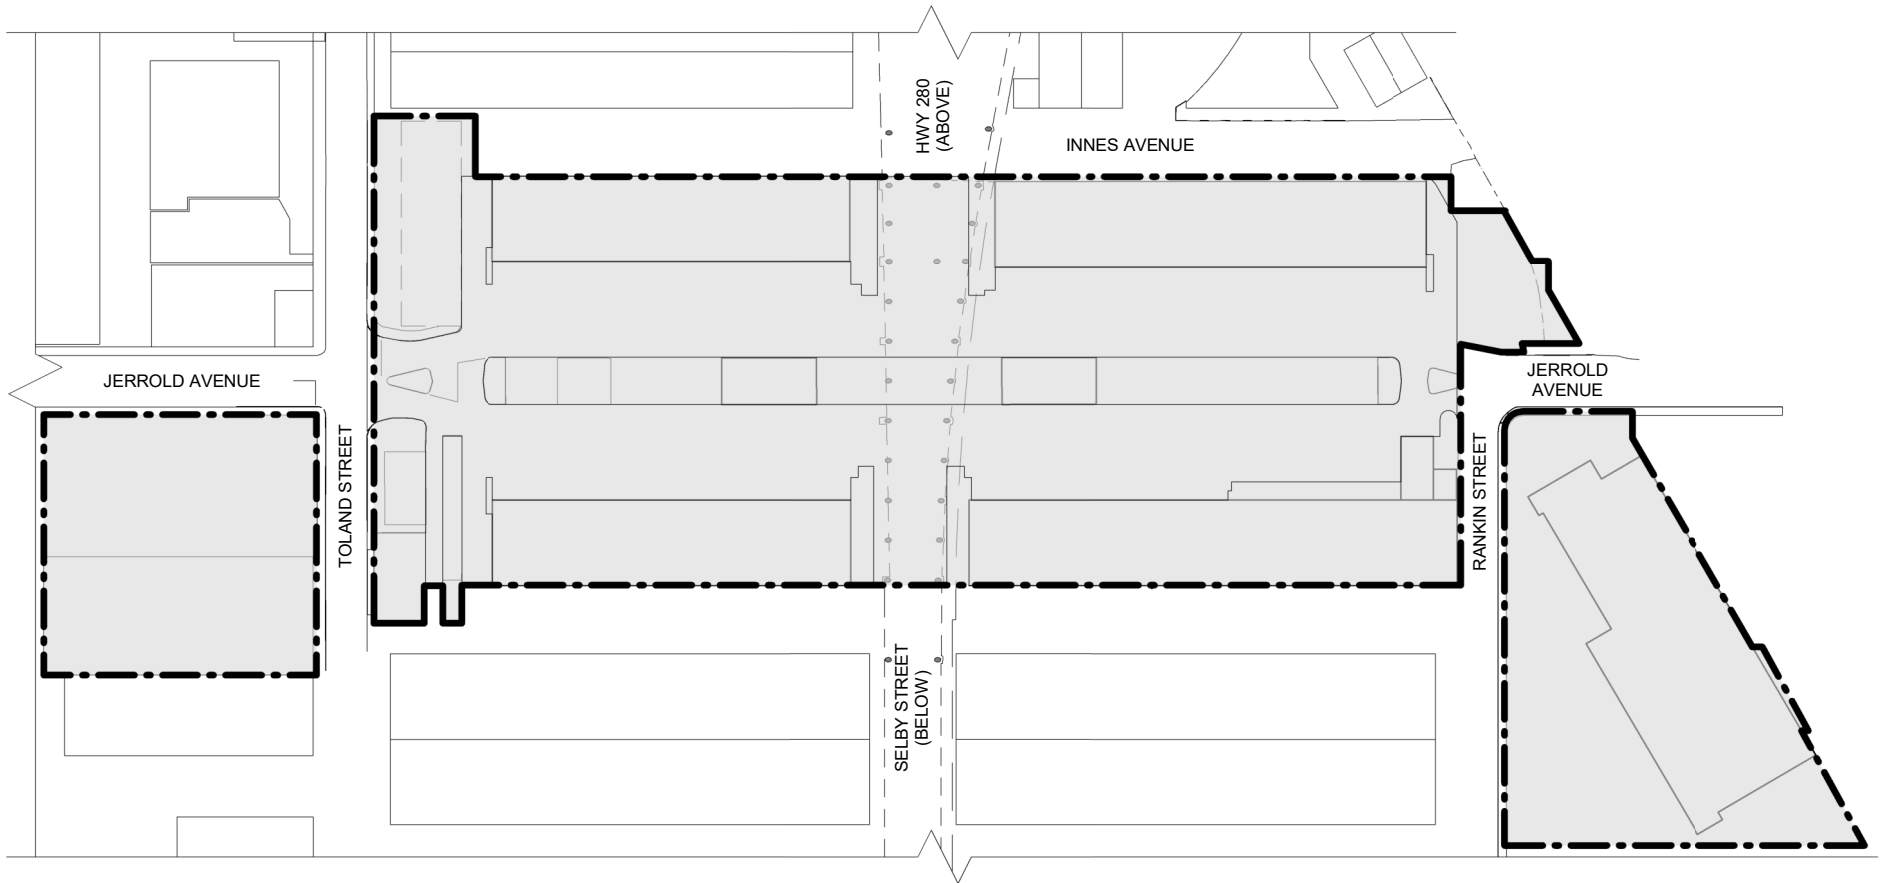 HWY 280
(ABOVE)
INNES AVENUE
JERROLD AVENUE
JERROLD
AVENUE
TOLAND STREET
RANKIN STREET
SELBY STREET
(BELOW)